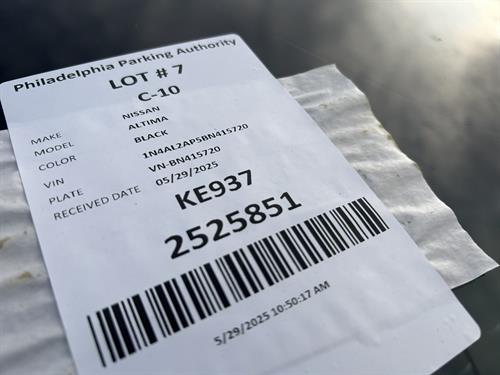 Philadelphia Parking Authority
LOT # 7
C-10
MAKE NISSAN
MODEL ALTIMA
COLOR BLACK
VIN 1N4AL2AP5BN415720
PLATE VN-BN415720
RECEIVED DATE 05/29/2025
KE937
2525851
5/29/2025 10:50:17 AM